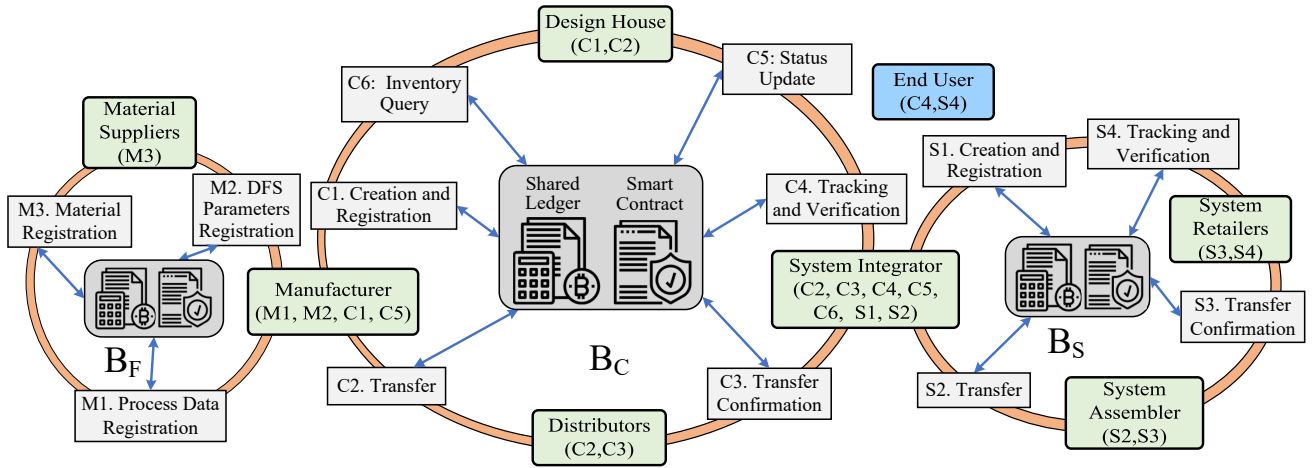 Design House
(C1,C2)
C5: Status
Update
C6:  Inventory
Query
End User
(C4,S4)
Material
Suppliers
(M3)
S4. Tracking and
Verification
S1. Creation and
Registration
M2. DFS
Parameters
Registration
C1. Creation and
Registration
Shared
Ledger
Smart
Contract
C4. Tracking
and Verification
M3. Material
Registration
System
Retailers
(S3,S4)
Manufacturer
(M1, M2, C1, C5)
System Integrator
(C2, C3, C4, C5,
C6,  S1, S2)
S3. Transfer
Confirmation
BF
BC
BS
C2. Transfer
C3. Transfer
Confirmation
S2. Transfer
M1. Process Data
Registration
Distributors
(C2,C3)
System
Assembler
(S2,S3)